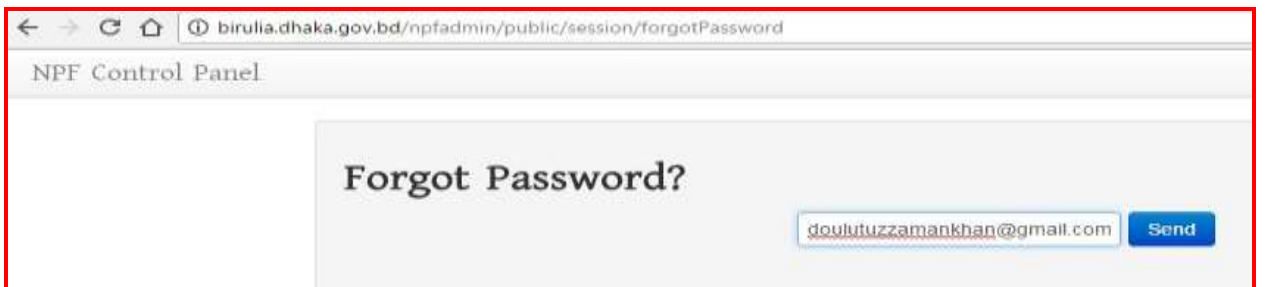 birulia.dhaka.gov.bd/npfadmin/public/session/forgotPassword
NPF Control Panel
Forgot Password?
doulutuzzamankhan@gmail.com Send